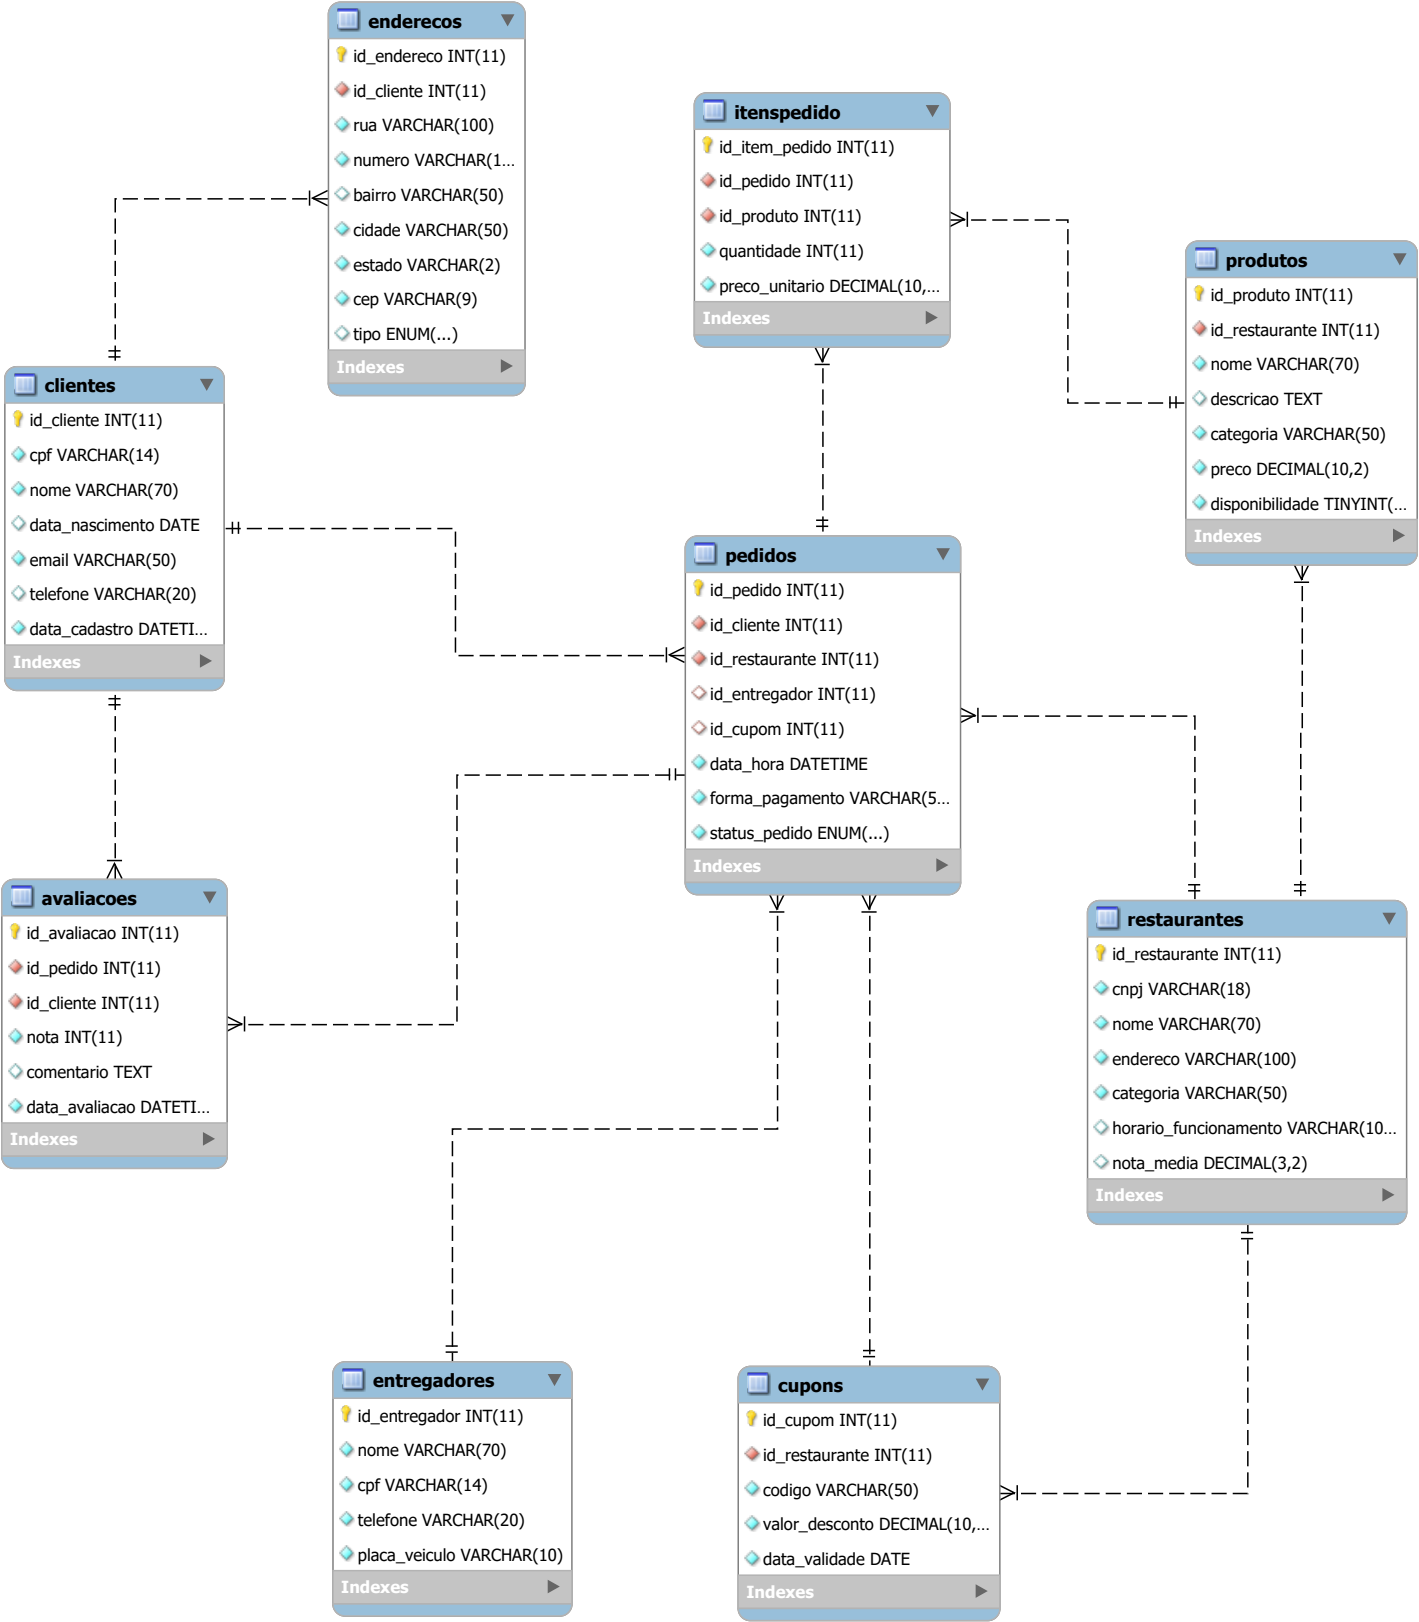 enderecos
id_endereco INT(11)
id_cliente INT(11)
rua VARCHAR(100)
numero VARCHAR(1...
bairro VARCHAR(50)
cidade VARCHAR(50)
estado VARCHAR(2)
cep VARCHAR(9)
tipo ENUM(...)
Indexes
itenspedido
id_item_pedido INT(11)
id_pedido INT(11)
id_produto INT(11)
quantidade INT(11)
preco_unitario DECIMAL(10,...
Indexes
produtos
id_produto INT(11)
id_restaurante INT(11)
nome VARCHAR(70)
descricao TEXT
categoria VARCHAR(50)
preco DECIMAL(10,2)
disponibilidade TINYINT(...
Indexes
clientes
id_cliente INT(11)
cpf VARCHAR(14)
nome VARCHAR(70)
data_nascimento DATE
email VARCHAR(50)
telefone VARCHAR(20)
data_cadastro DATETI...
Indexes
pedidos
id_pedido INT(11)
id_cliente INT(11)
id_restaurante INT(11)
id_entregador INT(11)
id_cupom INT(11)
data_hora DATETIME
forma_pagamento VARCHAR(5...
status_pedido ENUM(...)
Indexes
avaliacoes
id_avaliacao INT(11)
id_pedido INT(11)
id_cliente INT(11)
nota INT(11)
comentario TEXT
data_avaliacao DATETI...
Indexes
restaurantes
id_restaurante INT(11)
cnpj VARCHAR(18)
nome VARCHAR(70)
endereco VARCHAR(100)
categoria VARCHAR(50)
horario_funcionamento VARCHAR(10...
nota_media DECIMAL(3,2)
Indexes
entregadores
id_entregador INT(11)
nome VARCHAR(70)
cpf VARCHAR(14)
telefone VARCHAR(20)
placa_veiculo VARCHAR(10)
Indexes
cupons
id_cupom INT(11)
id_restaurante INT(11)
codigo VARCHAR(50)
valor_desconto DECIMAL(10,...
data_validade DATE
Indexes